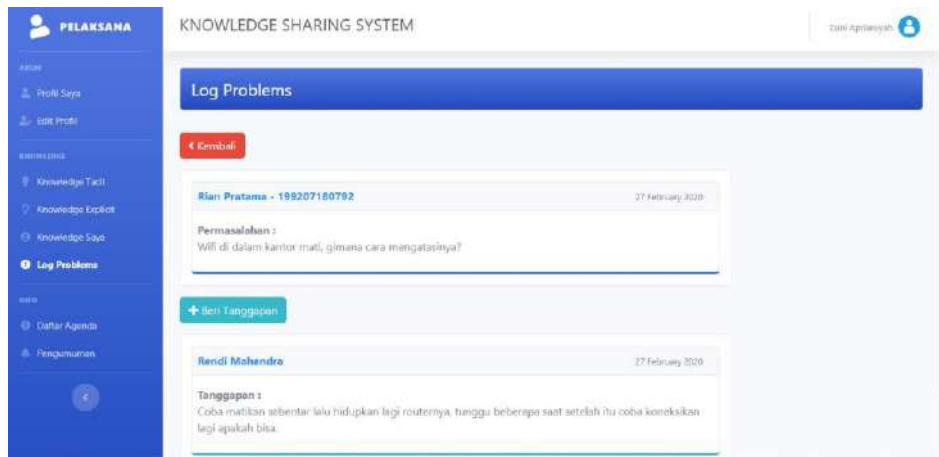 PELAKSANA
KNOWLEDGE SHARING SYSTEM
AKUN
Profil Saya
Edit Profil
KNOWLEDGE
Knowledge Tacit
Knowledge Explicit
Knowledge Saya
Log Problems
INFO
Daftar Agenda
Pengumuman
Log Problems
Kembali
Rian Pratama - 199207180792
27 February 2020
Permasalahan :
Wifi di dalam kantor mati, gimana cara mengatasinya?
Beri Tanggapan
Rendi Mahendra
27 February 2020
Tanggapan :
Coba matikan sebentar lalu hidupkan lagi routernya, tunggu beberapa saat setelah itu coba koneksikan
lagi apakah bisa.